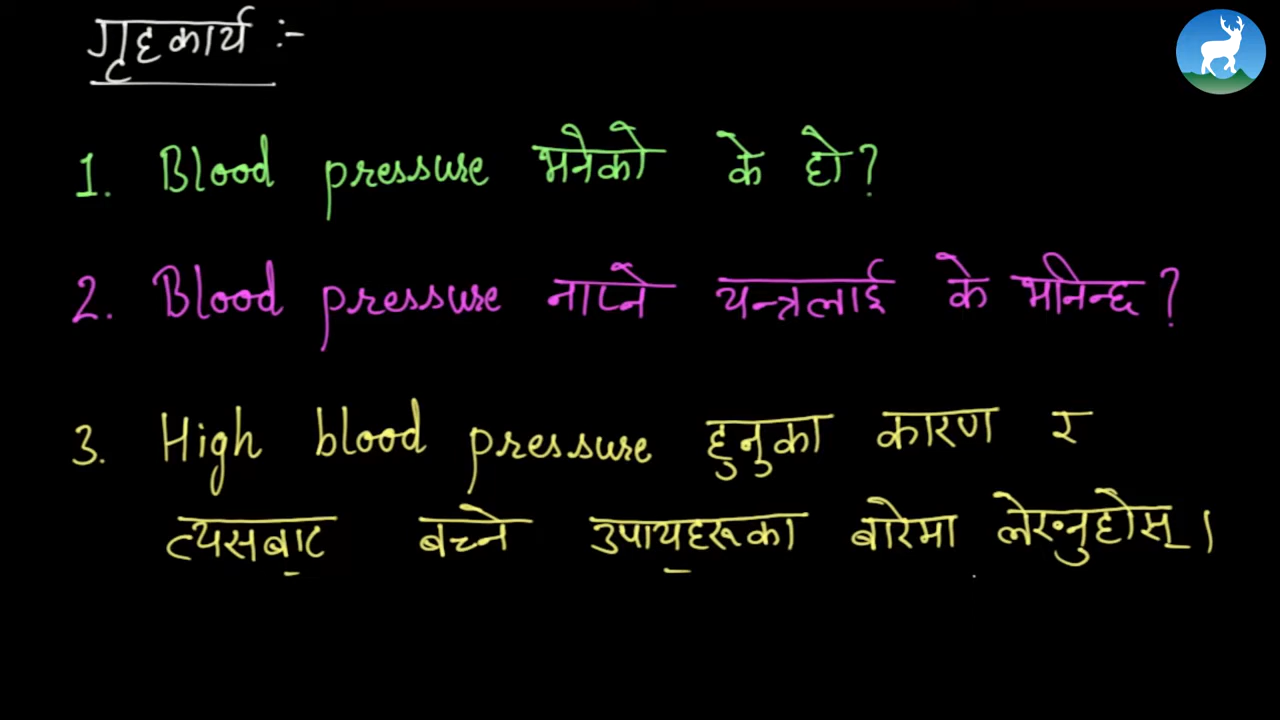 गृहकार्य :-
1. Blood pressure भनेको के हो?
2. Blood pressure नाप्ने यन्त्रलाई के भनिन्छ?
3. High blood pressure हुनुका कारण र
त्यसबाट बच्ने उपायहरूका बारेमा लेख्नुहोस्।